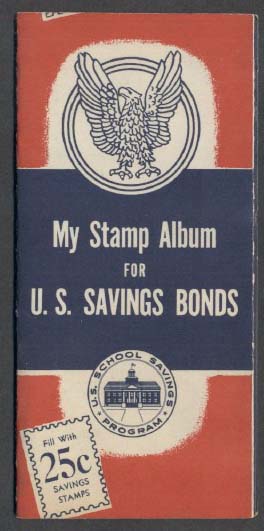 My Stamp Album
FOR
U. S. SAVINGS BONDS
U. S. SCHOOL SAVINGS
★ PROGRAM ★
Fill With
25c
SAVINGS
STAMPS